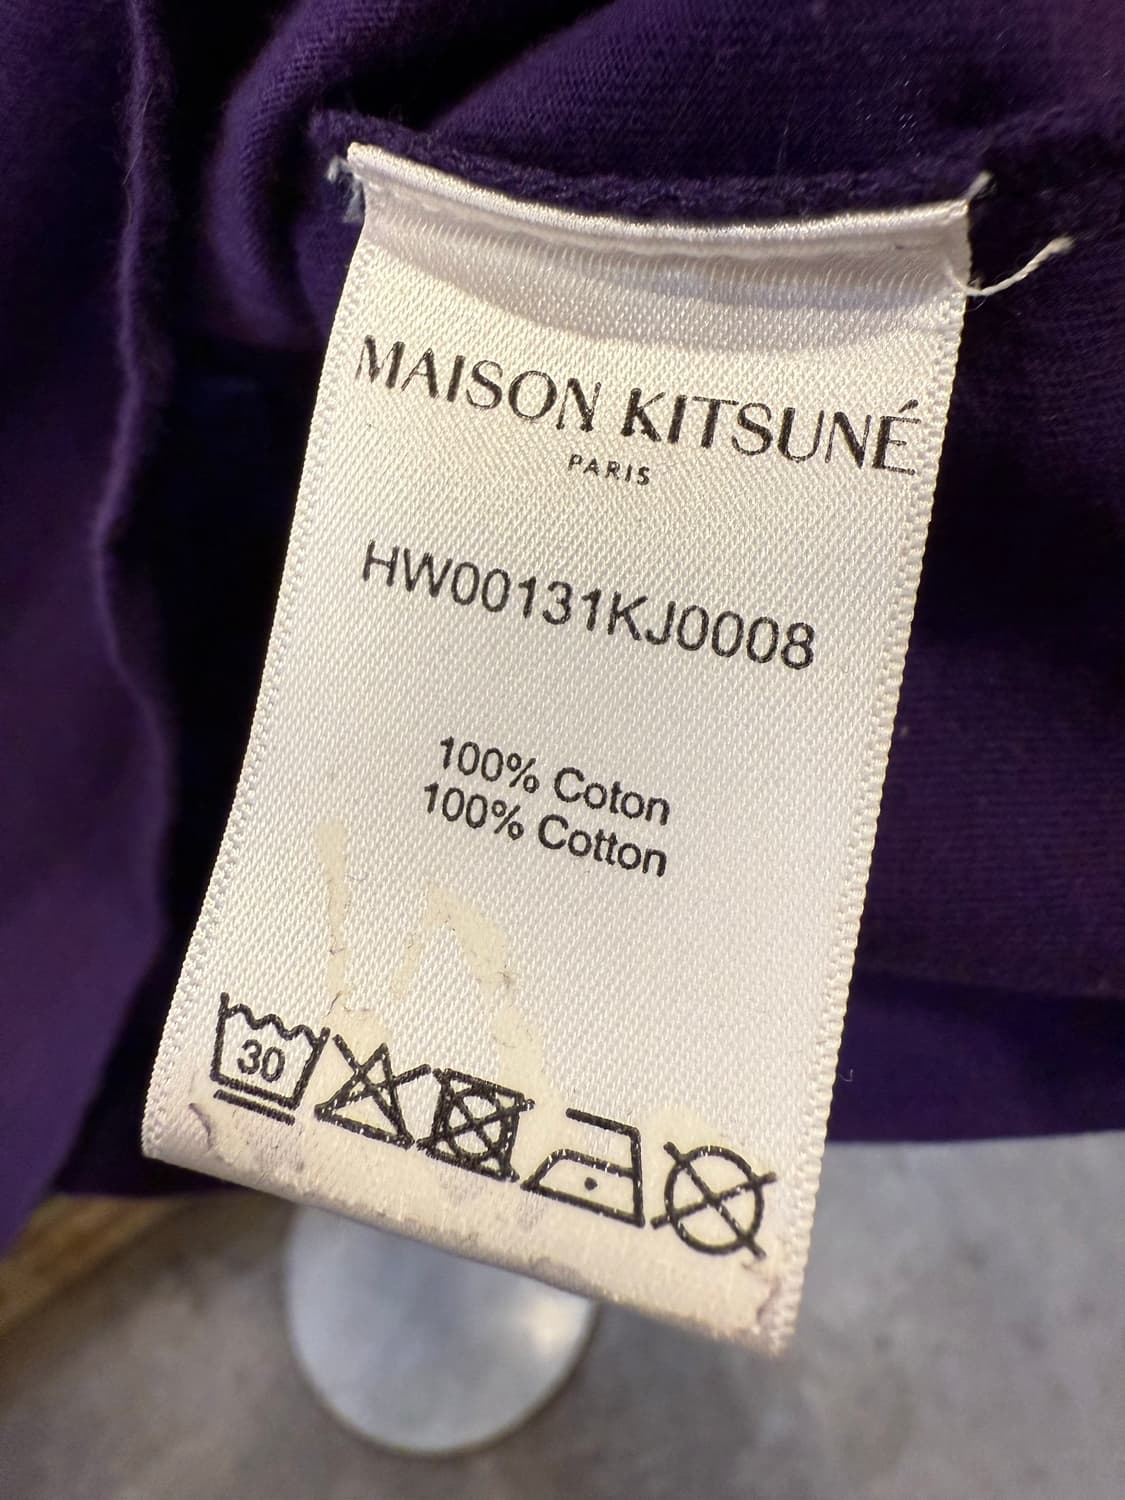 MAISON KITSUNÉ
PARIS
HW00131KJ0008
100% Coton
100% Cotton
30